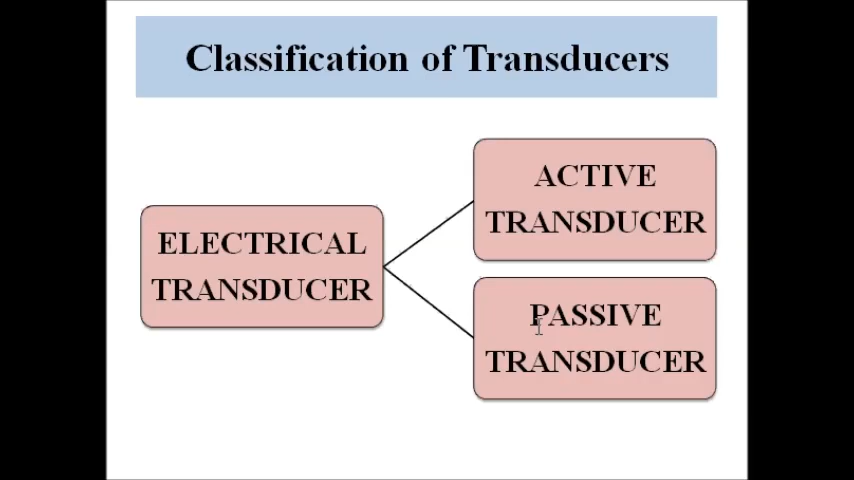 Classification of Transducers
ELECTRICAL
TRANSDUCER
ACTIVE
TRANSDUCER
PASSIVE
TRANSDUCER